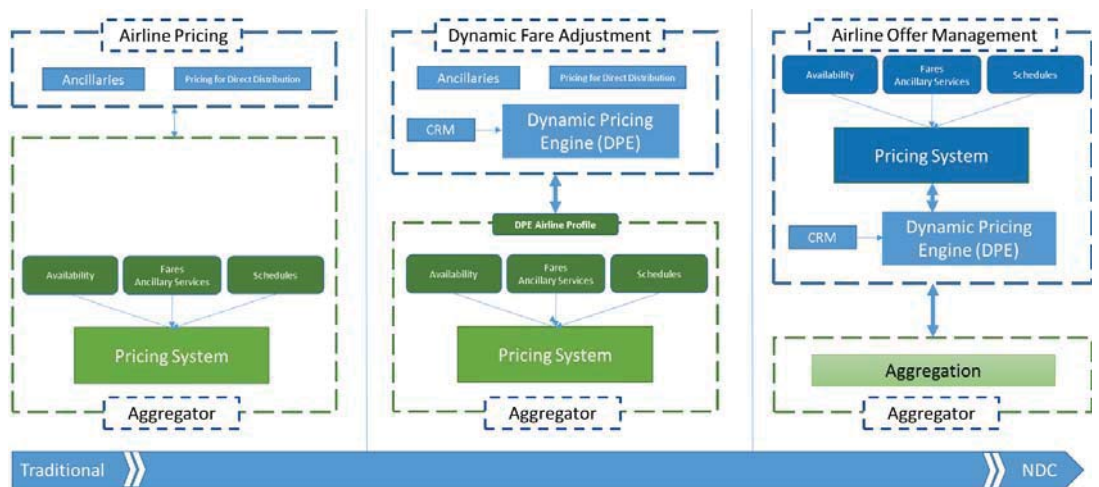 Airline Pricing
Ancillaries
Pricing for Direct Distribution
Availability
Fares
Ancillary Services
Schedules
Pricing System
Aggregator
Dynamic Fare Adjustment
Ancillaries
Pricing for Direct Distribution
CRM
Dynamic Pricing
Engine (DPE)
DPE Airline Profile
Availability
Fares
Ancillary Services
Schedules
Pricing System
Aggregator
Airline Offer Management
Availability
Fares
Ancillary Services
Schedules
Pricing System
CRM
Dynamic Pricing
Engine (DPE)
Aggregation
Aggregator
Traditional
NDC